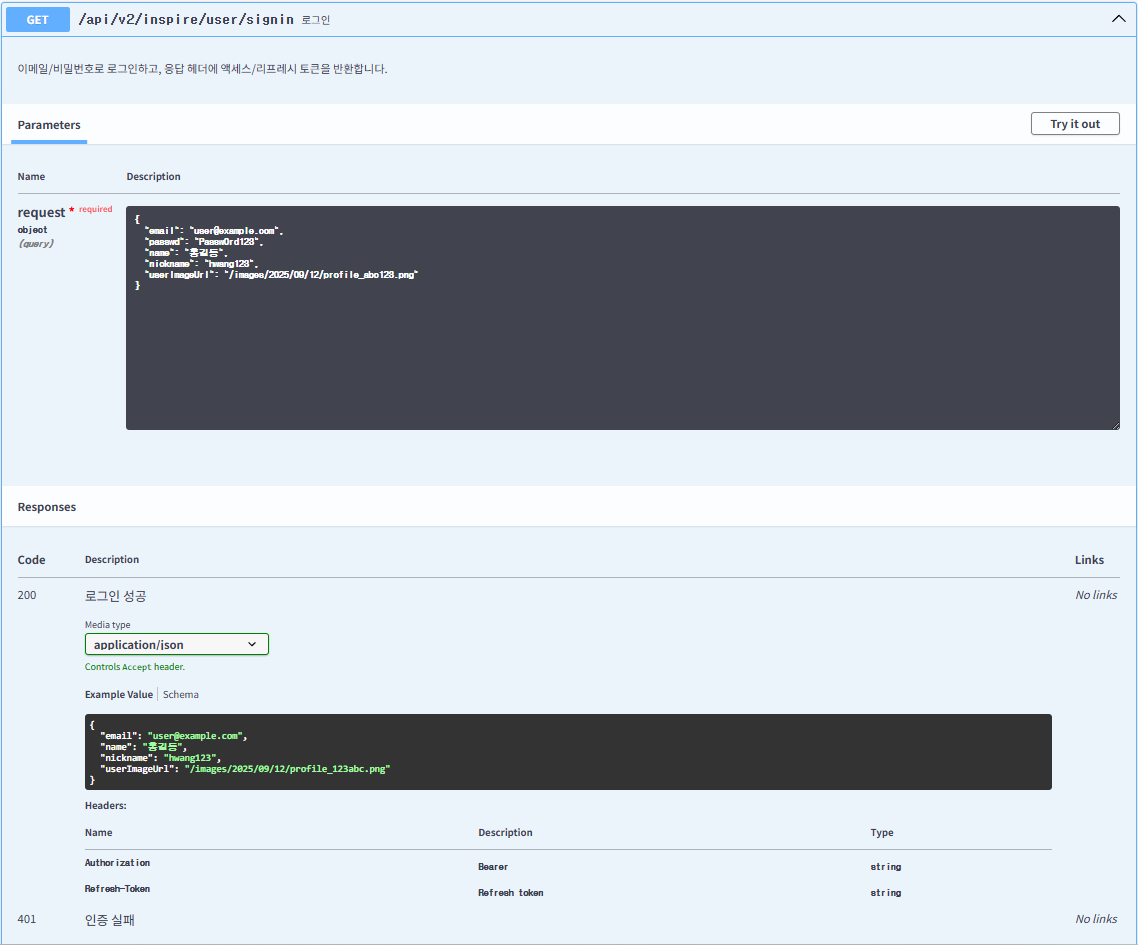 GET /api/v2/inspire/user/signin 로그인
이메일/비밀번호로 로그인하고, 응답 헤더에 액세스/리프레시 토큰을 반환합니다.
Parameters
Try it out
Name Description
request * required
object
(query)
{
"email": "user@example.com",
"passwd": "Passw0rd123",
"name": "홍길동",
"nickname": "hwang123",
"userImageUrl": "/images/2025/09/12/profile_abc123.png"
}
Responses
Code Description Links
200 로그인 성공 No links
Media type
application/json
Controls Accept header.
Example Value Schema
{
"email": "user@example.com",
"name": "홍길동",
"nickname": "hwang123",
"userImageUrl": "/images/2025/09/12/profile_123abc.png"
}
Headers:
Name Description Type
Authorization Bearer string
Refresh-Token Refresh token string
401 인증 실패 No links